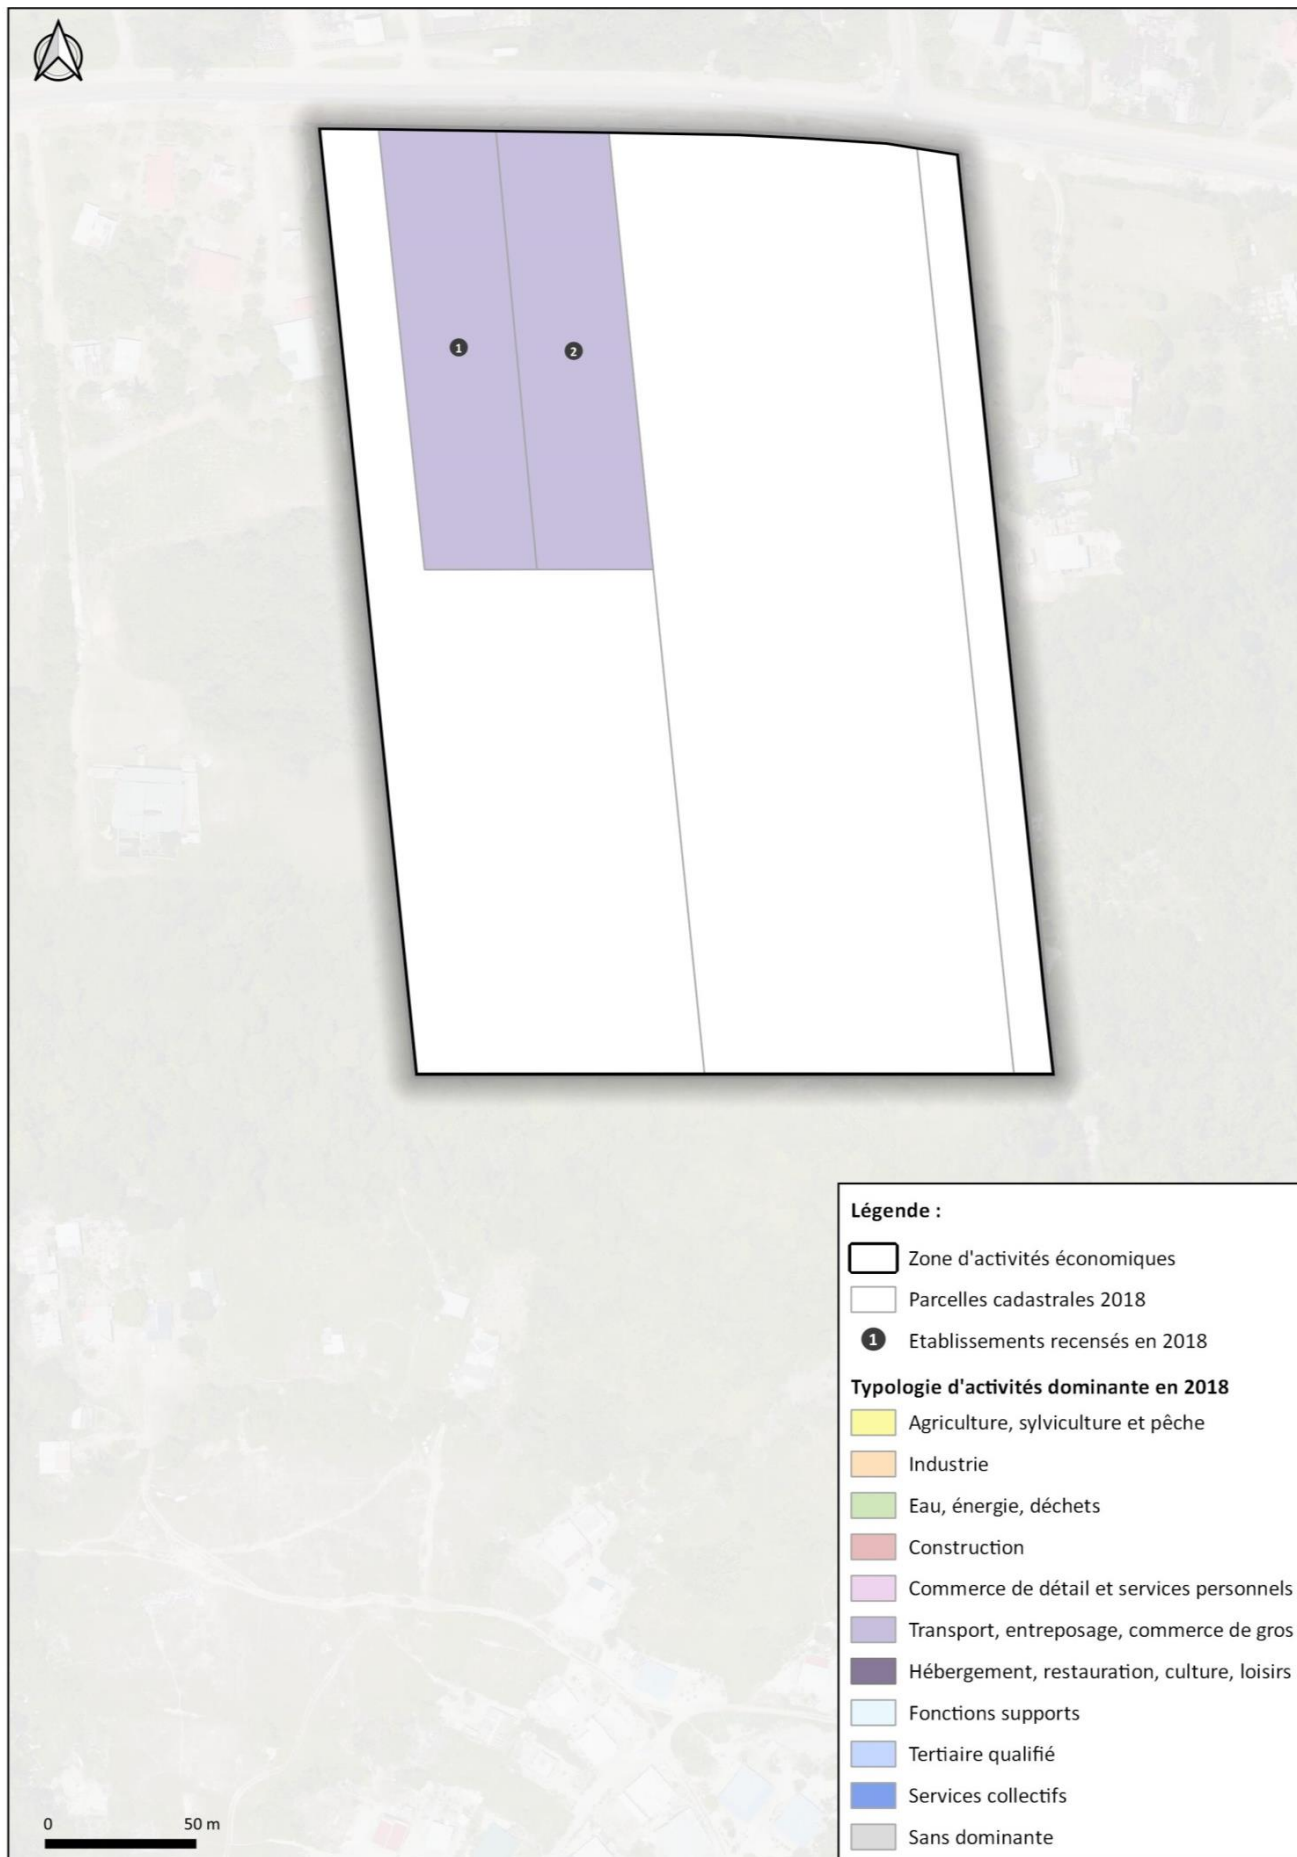 1
2
Légende :
Zone d'activités économiques
Parcelles cadastrales 2018
1 Etablissements recensés en 2018
Typologie d'activités dominante en 2018
Agriculture, sylviculture et pêche
Industrie
Eau, énergie, déchets
Construction
Commerce de détail et services personnels
Transport, entreposage, commerce de gros
Hébergement, restauration, culture, loisirs
Fonctions supports
Tertiaire qualifié
Services collectifs
Sans dominante
0 50 m